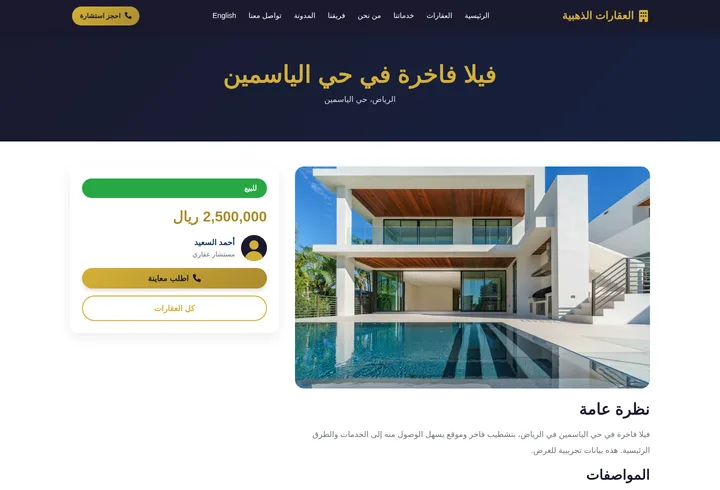 العقارات الذهبية
الرئيسية العقارات خدماتنا من نحن فريقنا المدونة تواصل معنا English
احجز استشارة
فيلا فاخرة في حي الياسمين
الرياض، حي الياسمين
للبيع
2,500,000 ريال
أحمد السعيد
مستشار عقاري
اطلب معاينة
كل العقارات
نظرة عامة
فيلا فاخرة في حي الياسمين في الرياض، بتشطيب فاخر وموقع يسهل الوصول منه إلى الخدمات والطرق
الرئيسية. هذه بيانات تجريبية للعرض.
المواصفات